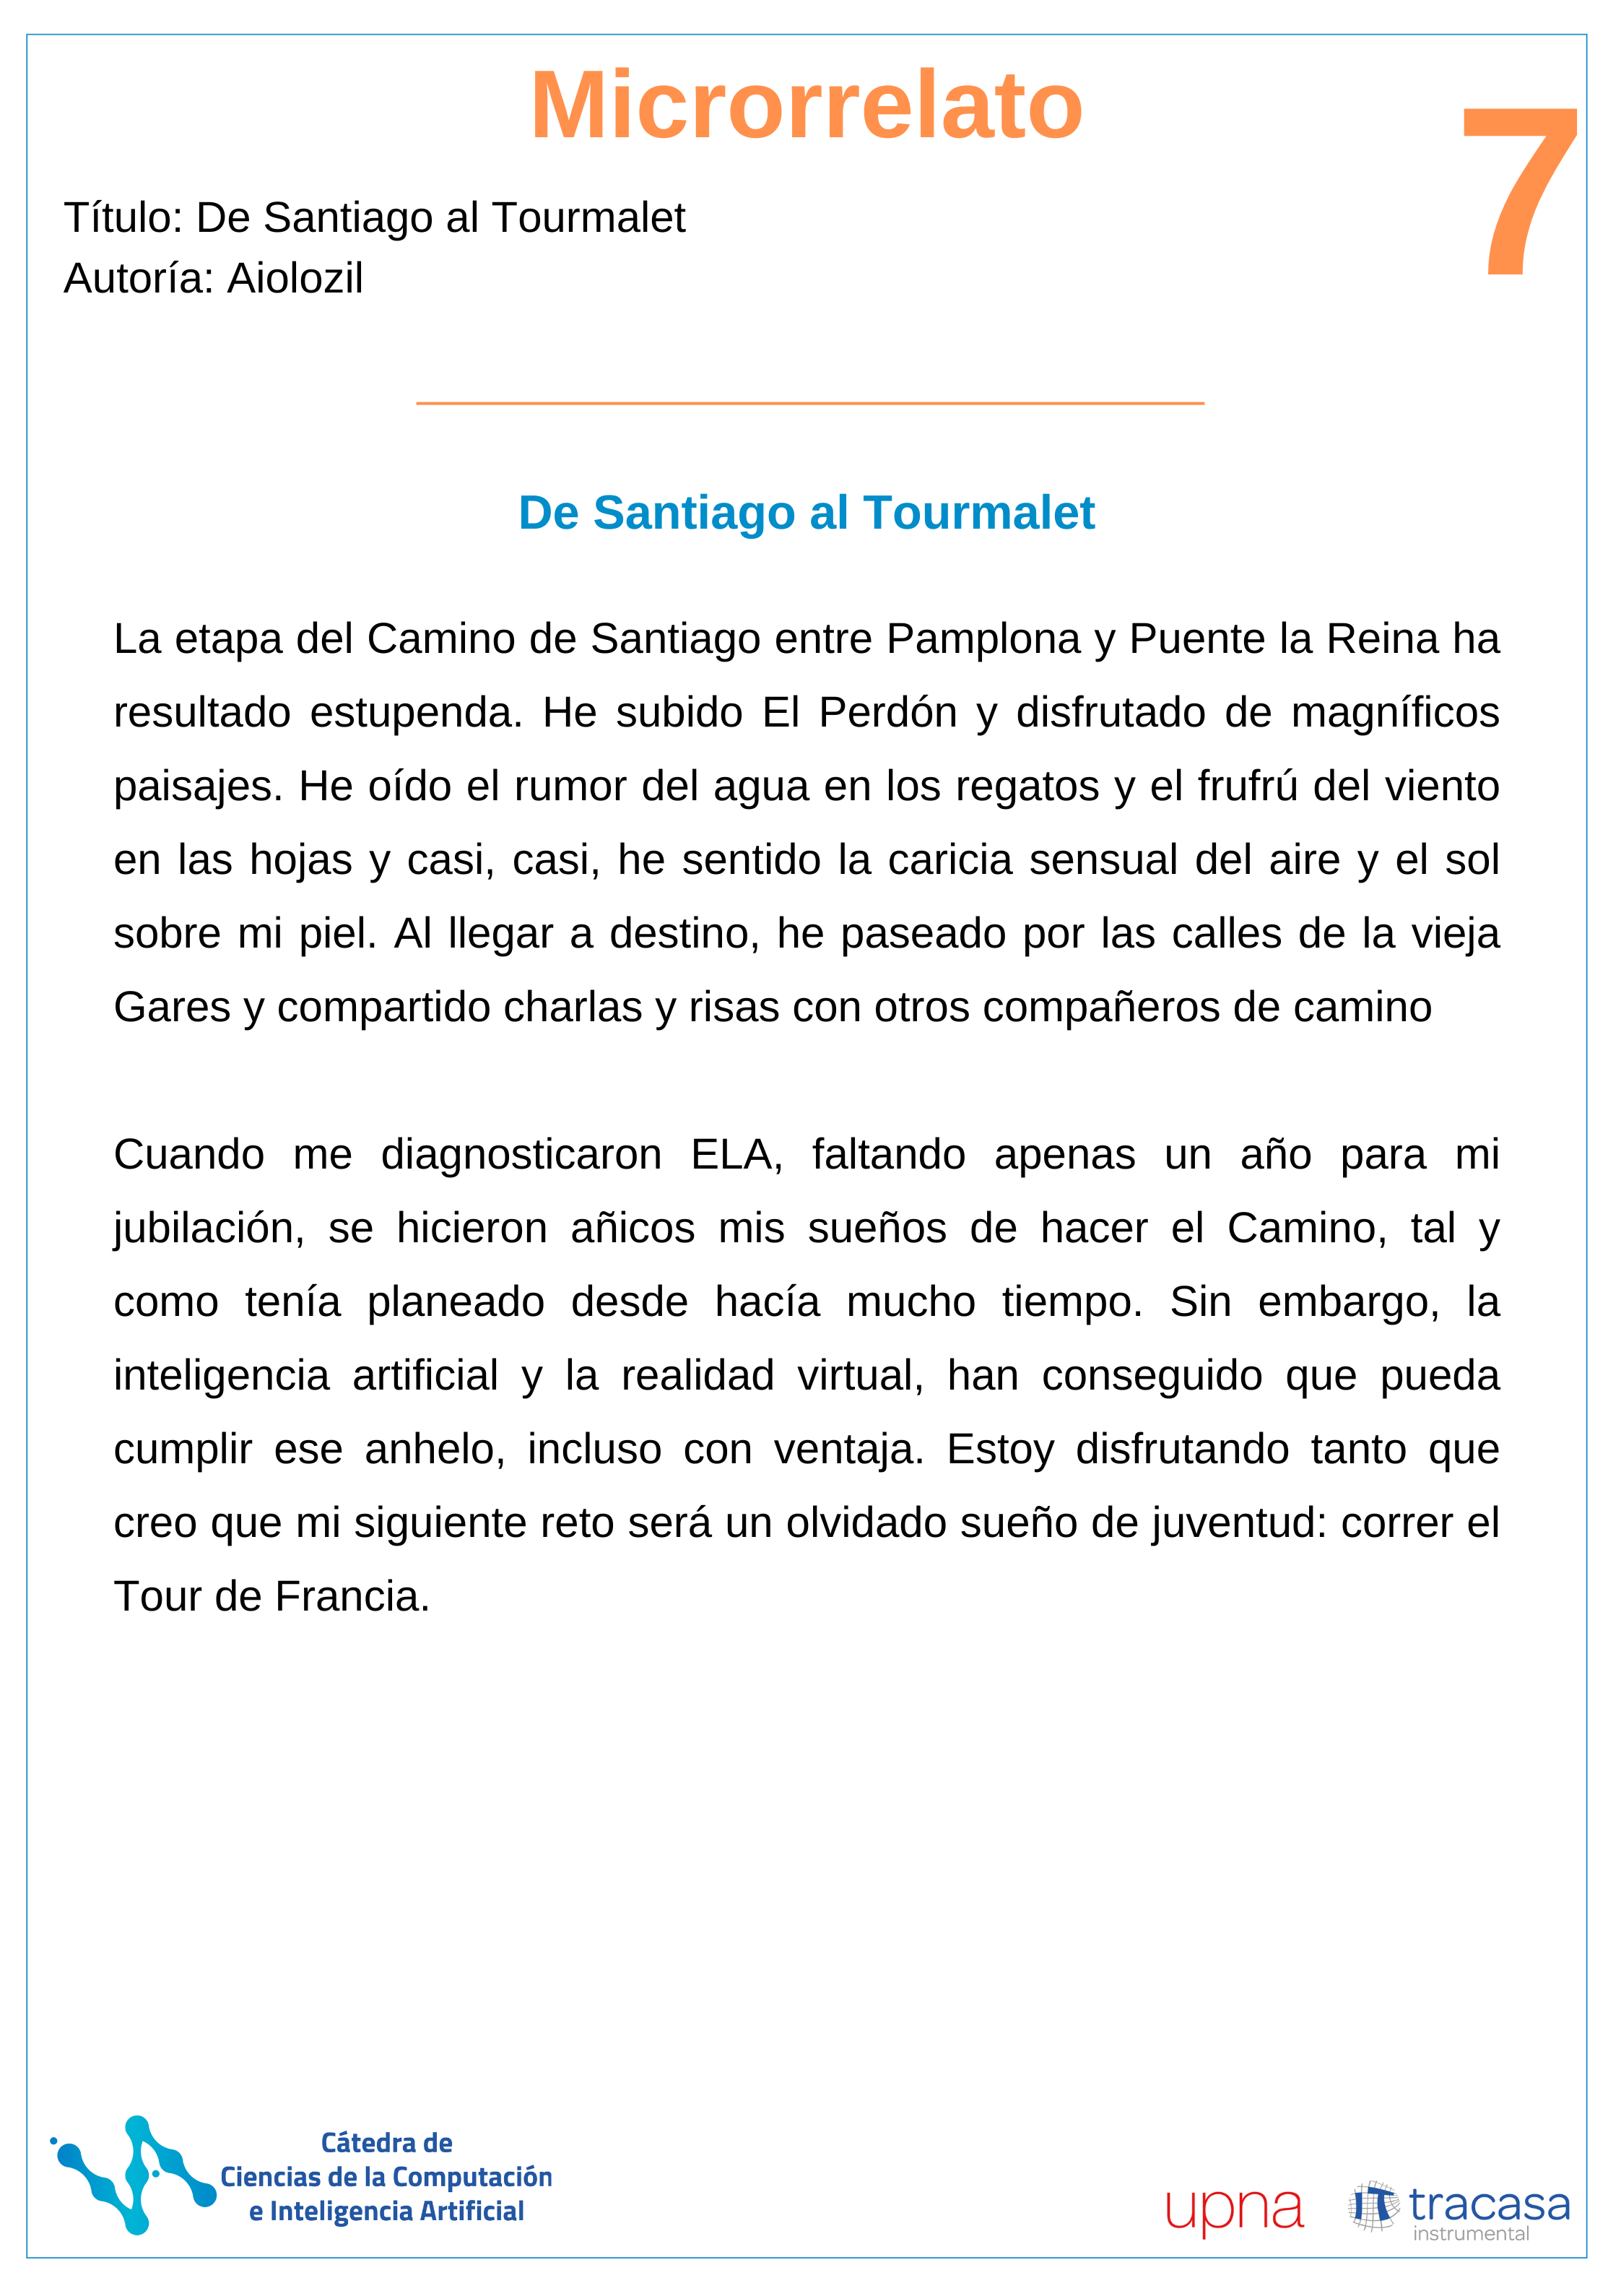 Microrrelato
7
Título: De Santiago al Tourmalet
Autoría: Aiolozil
De Santiago al Tourmalet
La etapa del Camino de Santiago entre Pamplona y Puente la Reina ha
resultado estupenda. He subido El Perdón y disfrutado de magníficos
paisajes. He oído el rumor del agua en los regatos y el frufrú del viento
en las hojas y casi, casi, he sentido la caricia sensual del aire y el sol
sobre mi piel. Al llegar a destino, he paseado por las calles de la vieja
Gares y compartido charlas y risas con otros compañeros de camino
Cuando me diagnosticaron ELA, faltando apenas un año para mi
jubilación, se hicieron añicos mis sueños de hacer el Camino, tal y
como tenía planeado desde hacía mucho tiempo. Sin embargo, la
inteligencia artificial y la realidad virtual, han conseguido que pueda
cumplir ese anhelo, incluso con ventaja. Estoy disfrutando tanto que
creo que mi siguiente reto será un olvidado sueño de juventud: correr el
Tour de Francia.
Cátedra de
Ciencias de la Computación
e Inteligencia Artificial
upna
iT tracasa
instrumental